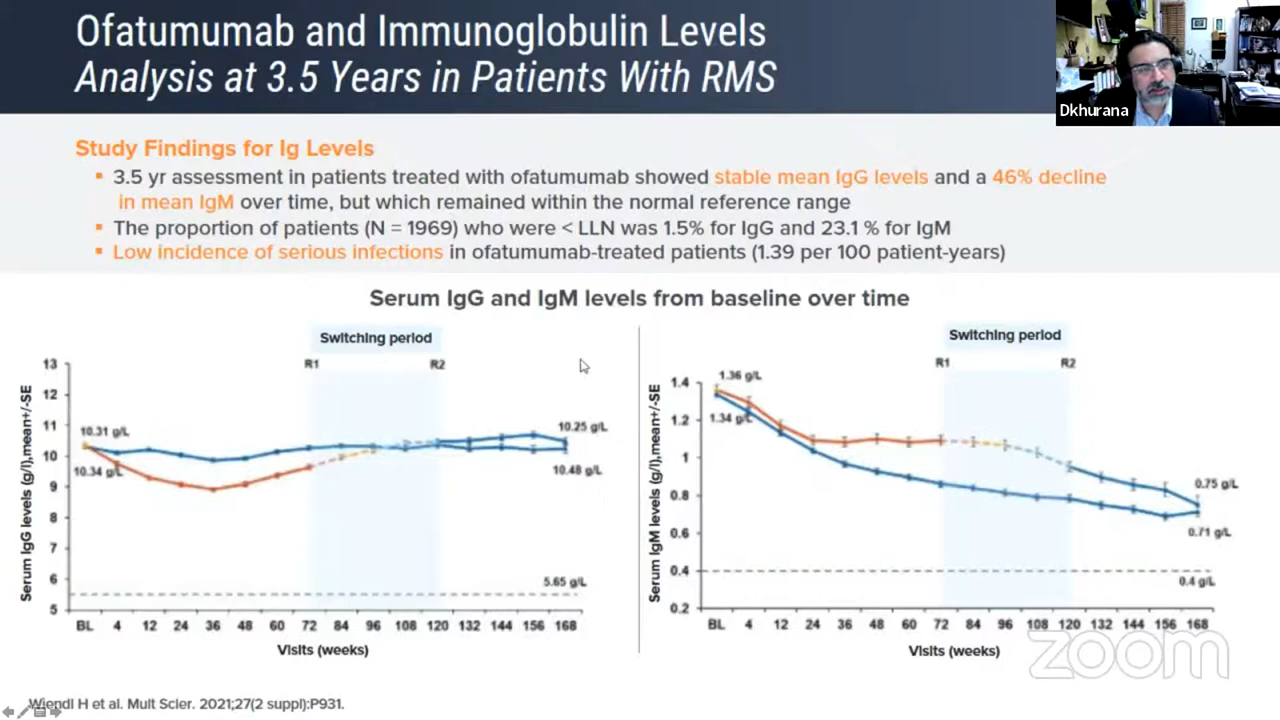 Ofatumumab and Immunoglobulin Levels
Analysis at 3.5 Years in Patients With RMS
Dkhurana
Study Findings for Ig Levels
▪ 3.5 yr assessment in patients treated with ofatumumab showed stable mean IgG levels and a 46% decline
in mean IgM over time, but which remained within the normal reference range
▪ The proportion of patients (N = 1969) who were < LLN was 1.5% for IgG and 23.1 % for IgM
▪ Low incidence of serious infections in ofatumumab-treated patients (1.39 per 100 patient-years)
Serum IgG and IgM levels from baseline over time
Switching period
R1 R2
Serum IgG levels (g/l),mean+/-SE
13
12
11
10
9
8
7
6
5
10.31 g/L
10.34 g/L
10.25 g/L
10.48 g/L
5.65 g/L
BL 4 12 24 36 48 60 72 84 96 108 120 132 144 156 168
Visits (weeks)
Switching period
R1 R2
Serum IgM levels (g/l),mean+/-SE
1.4
1.2
1
0.8
0.6
0.4
0.2
1.36 g/L
1.34 g/L
0.75 g/L
0.71 g/L
0.4 g/L
BL 4 12 24 36 48 60 72 84 96 108 120 132 144 156 168
Visits (weeks)
zoom
Wiendl H et al. Mult Scler. 2021;27(2 suppl):P931.